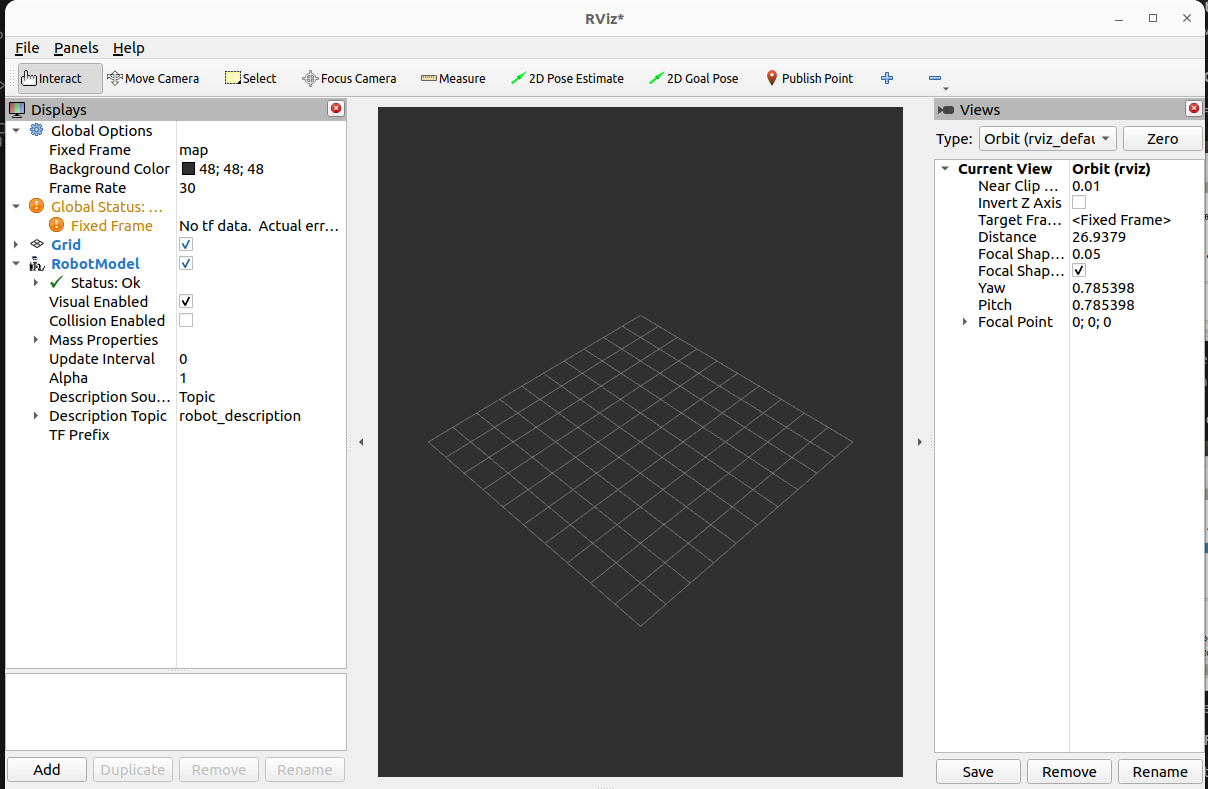 RViz*
File Panels Help
Interact Move Camera Select Focus Camera Measure 2D Pose Estimate 2D Goal Pose Publish Point
Displays
Global Options
Fixed Frame map
Background Color 48; 48; 48
Frame Rate 30
Global Status: ...
Fixed Frame No tf data. Actual err...
Grid
RobotModel
Status: Ok
Visual Enabled
Collision Enabled
Mass Properties
Update Interval 0
Alpha 1
Description Sou... Topic
Description Topic robot_description
TF Prefix
Add Duplicate Remove Rename
Views
Type: Orbit (rviz_defau Zero
Current View Orbit (rviz)
Near Clip ... 0.01
Invert Z Axis
Target Fra... <Fixed Frame>
Distance 26.9379
Focal Shap... 0.05
Focal Shap...
Yaw 0.785398
Pitch 0.785398
Focal Point 0; 0; 0
Save Remove Rename